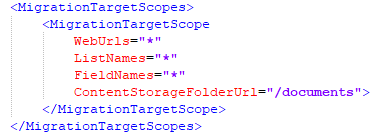 <MigrationTargetScopes>
<MigrationTargetScope
WebUrls="*"
ListNames="*"
FieldNames="*"
ContentStorageFolderUrl="/documents">
</MigrationTargetScope>
</MigrationTargetScopes>